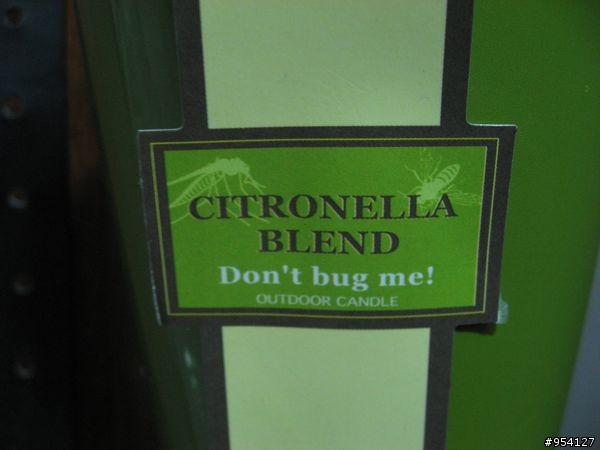 CITRONELLA
BLEND
Don't bug me!
OUTDOOR CANDLE
#954127